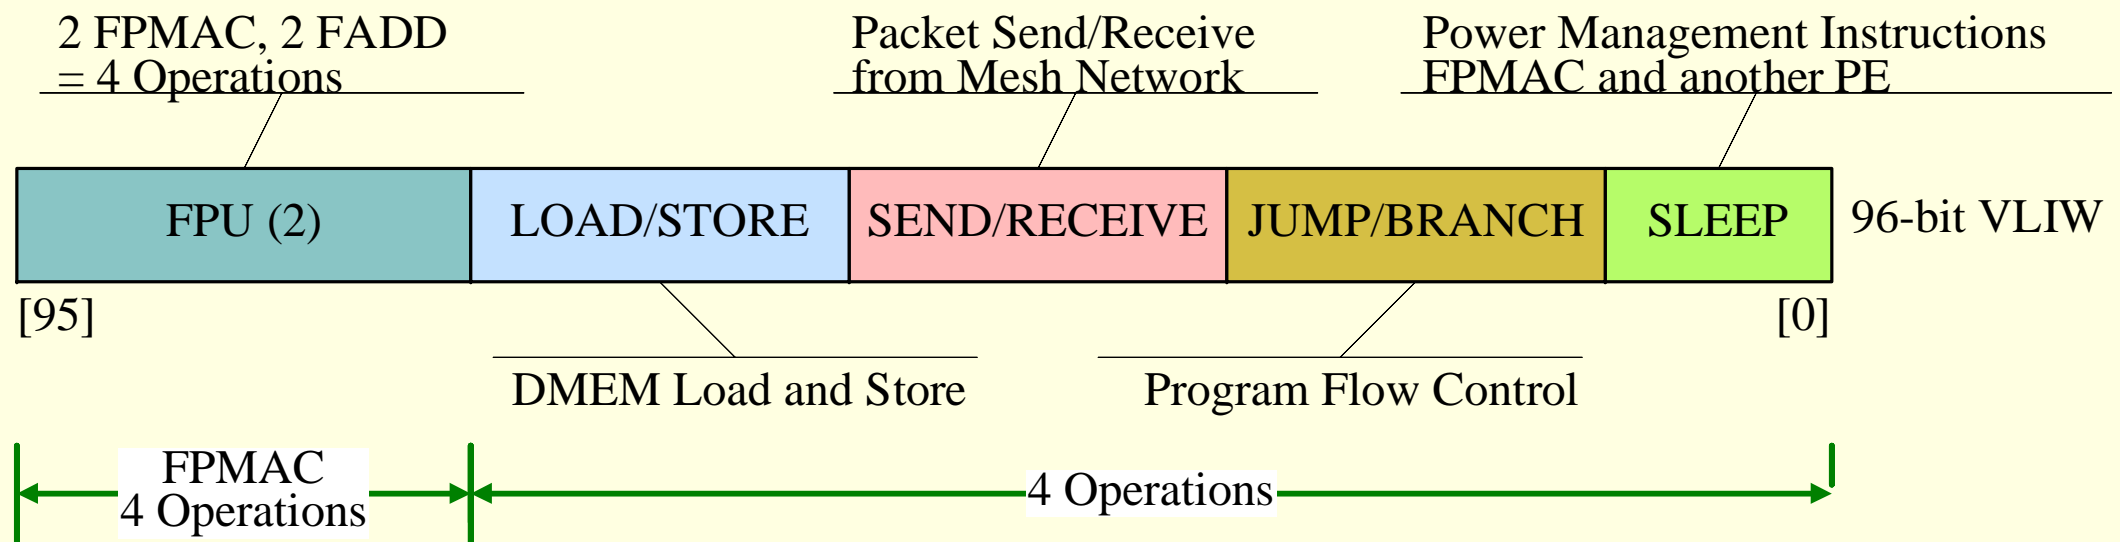 2 FPMAC, 2 FADD
= 4 Operations
Packet Send/Receive
from Mesh Network
Power Management Instructions
FPMAC and another PE
FPU (2)
LOAD/STORE
SEND/RECEIVE
JUMP/BRANCH
SLEEP
96-bit VLIW
[95]
[0]
DMEM Load and Store
Program Flow Control
FPMAC
4 Operations
4 Operations